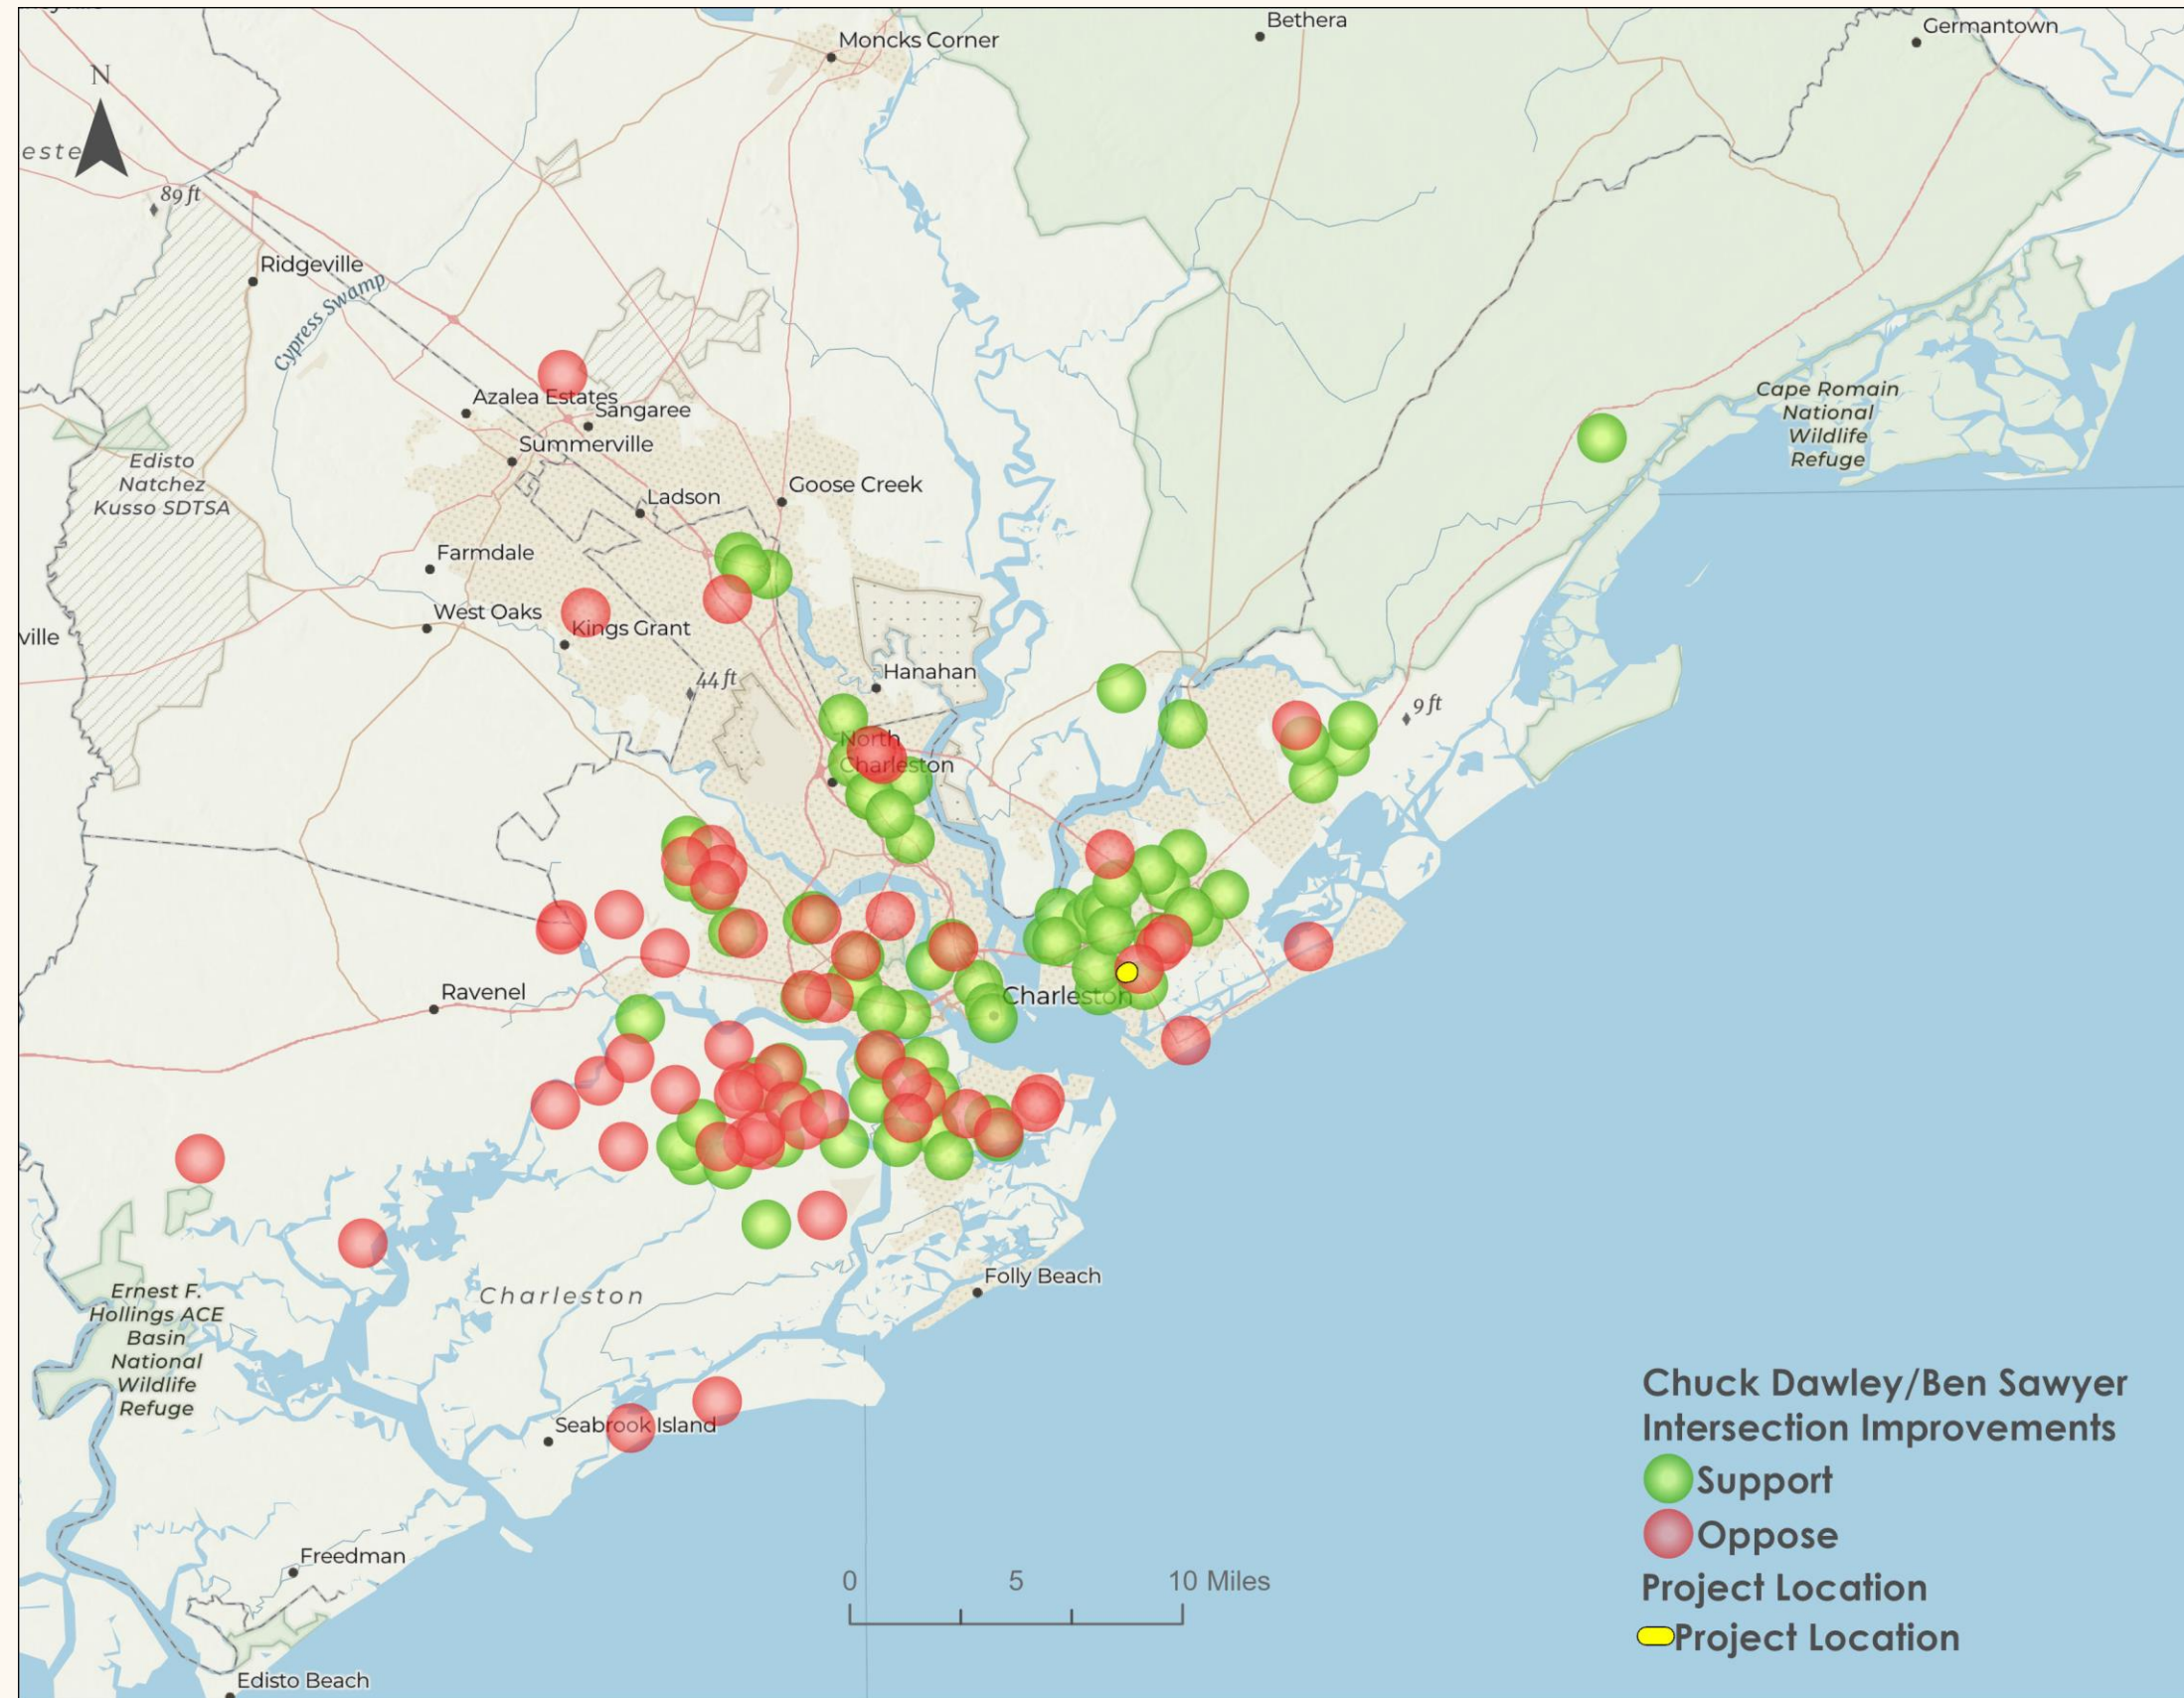 Moncks Corner
Bethera
Germantown
N
este
89 ft
Ridgeville
Cypress Swamp
Azalea Estates
Sangaree
Summerville
Cape Romain
National
Wildlife
Refuge
Edisto
Natchez
Kusso SDTSA
Goose Creek
Ladson
Farmdale
West Oaks
Kings Grant
ville
Hanahan
44 ft
9 ft
North
Charleston
Ravenel
Charleston
Ernest F.
Hollings ACE
Basin
National
Wildlife
Refuge
Charleston
Folly Beach
Seabrook Island
Freedman
Edisto Beach
0 5 10 Miles
Chuck Dawley/Ben Sawyer
Intersection Improvements
Support
Oppose
Project Location
Project Location